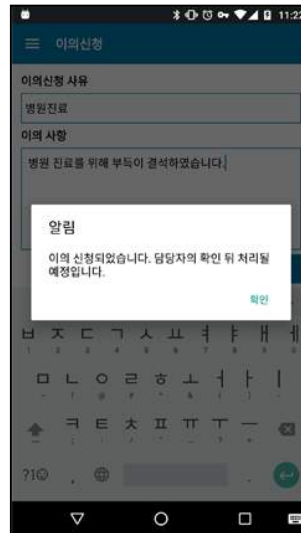 11:22
이의신청
이의신청 사유
병원진료
이의 사항
병원 진료를 위해 부득이 결석하였습니다.
알림
이의 신청되었습니다. 담당자의 확인 뒤 처리될
예정입니다.
확인
ㅂ ㅈ ㄷ ㄱ ㅅ ㅛ ㅕ ㅑ ㅐ ㅔ
ㅁ ㄴ ㅇ ㄹ ㅎ ㅗ ㅓ ㅏ ㅣ
ㅋ ㅌ ㅊ ㅍ ㅠ ㅜ ㅡ
?1☺ , .